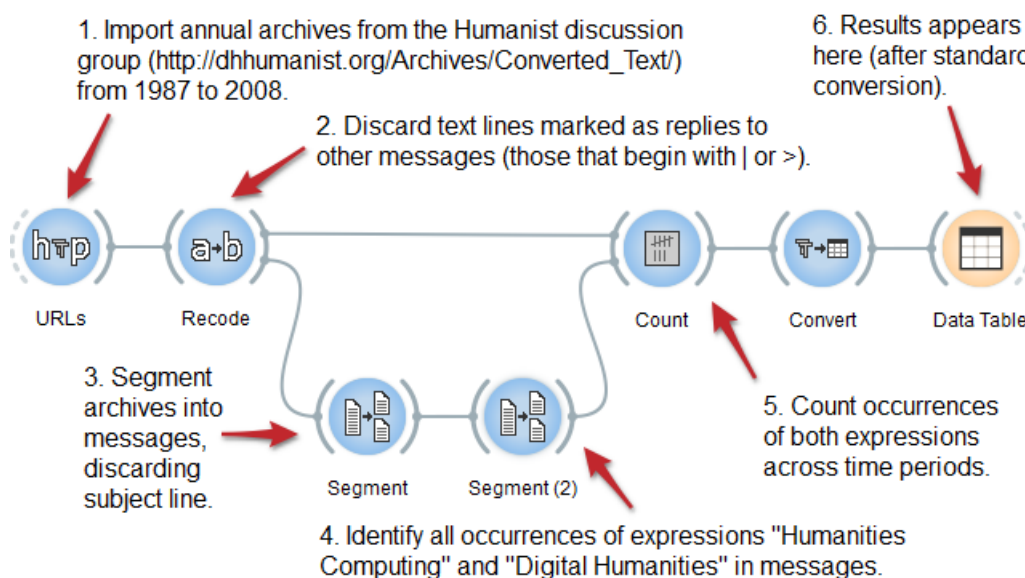 1. Import annual archives from the Humanist discussion
group (http://dhhumanist.org/Archives/Converted_Text/)
from 1987 to 2008.
6. Results appears
here (after standard
conversion).
2. Discard text lines marked as replies to
other messages (those that begin with | or >).
a→b
URLs
Recode
Count
Convert
Data Table
3. Segment
archives into
messages,
discarding
subject line.
5. Count occurrences
of both expressions
across time periods.
Segment
Segment (2)
4. Identify all occurrences of expressions "Humanities
Computing" and "Digital Humanities" in messages.